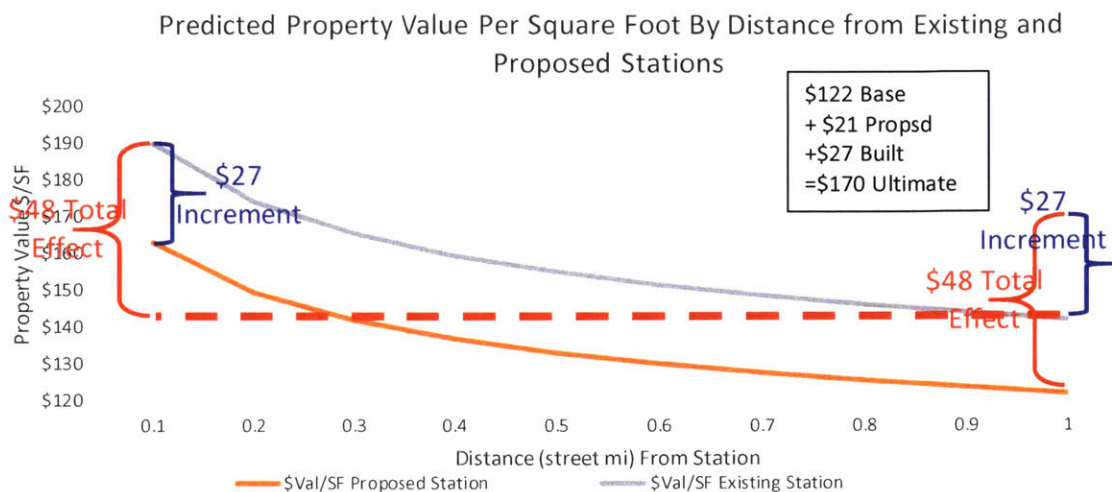 Predicted Property Value Per Square Foot By Distance from Existing and
Proposed Stations
$122 Base
+ $21 Propsd
+$27 Built
=$170 Ultimate
Property Value $/SF
$200
$190
$180
$170
$160
$150
$140
$130
$120
$48 Total
Effect
$27
Increment
$27
Increment
$48 Total
Effect
0.1 0.2 0.3 0.4 0.5 0.6 0.7 0.8 0.9 1
Distance (street mi) From Station
$Val/SF Proposed Station $Val/SF Existing Station